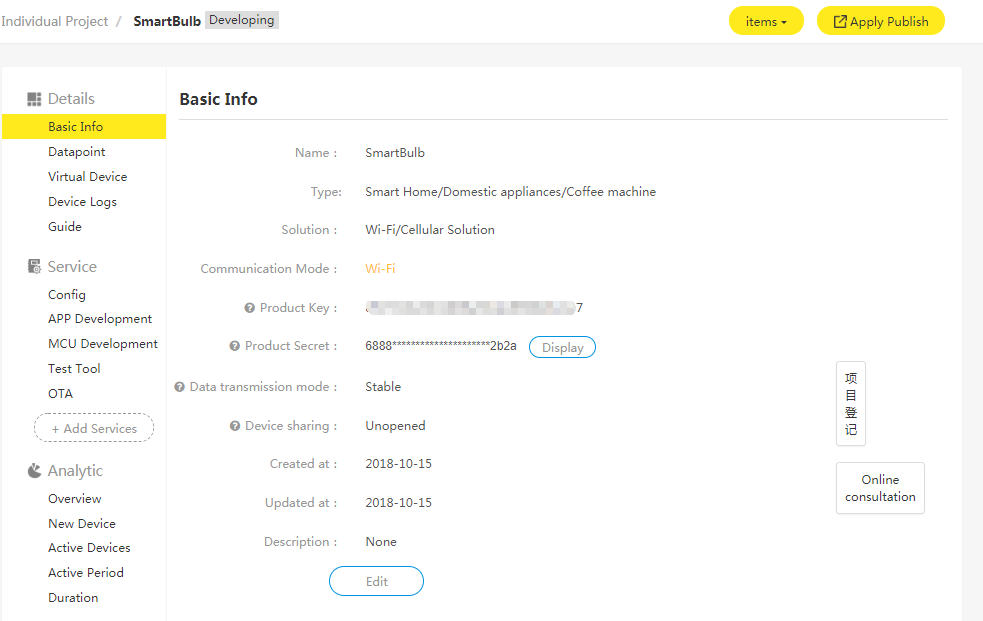 Individual Project / SmartBulb Developing
items
Apply Publish
Details
Basic Info
Datapoint
Virtual Device
Device Logs
Guide
Service
Config
APP Development
MCU Development
Test Tool
OTA
+ Add Services
Analytic
Overview
New Device
Active Devices
Active Period
Duration
Basic Info
Name : SmartBulb
Type: Smart Home/Domestic appliances/Coffee machine
Solution : Wi-Fi/Cellular Solution
Communication Mode : Wi-Fi
Product Key : 7
Product Secret : 6888*********************2b2a Display
Data transmission mode : Stable
Device sharing : Unopened
Created at : 2018-10-15
Updated at : 2018-10-15
Description : None
Edit
项
目
登
记
Online
consultation